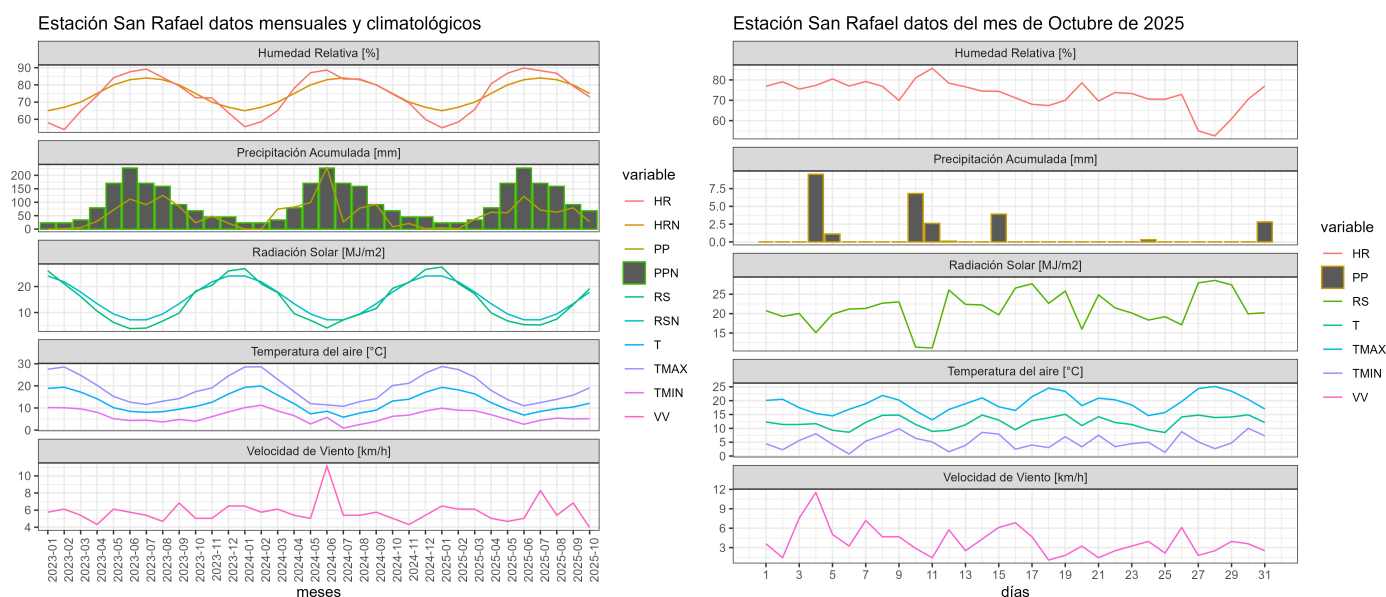 Estación San Rafael datos mensuales y climatológicos
Humedad Relativa [%]
90
80
70
60
Precipitación Acumulada [mm]
200
150
100
50
0
Radiación Solar [MJ/m2]
20
10
Temperatura del aire [°C]
30
20
10
0
Velocidad de Viento [km/h]
10
8
6
4
2023-01
2023-02
2023-03
2023-04
2023-05
2023-06
2023-07
2023-08
2023-09
2023-10
2023-11
2023-12
2024-01
2024-02
2024-03
2024-04
2024-05
2024-06
2024-07
2024-08
2024-09
2024-10
2024-11
2024-12
2025-01
2025-02
2025-03
2025-04
2025-05
2025-06
2025-07
2025-08
2025-09
2025-10
meses
variable
HR
HRN
PP
PPN
RS
RSN
T
TMAX
TMIN
VV
Estación San Rafael datos del mes de Octubre de 2025
Humedad Relativa [%]
80
70
60
Precipitación Acumulada [mm]
7.5
5.0
2.5
0.0
Radiación Solar [MJ/m2]
25
20
15
Temperatura del aire [°C]
25
20
15
10
5
0
Velocidad de Viento [km/h]
12
9
6
3
1 3 5 7 9 11 13 15 17 19 21 23 25 27 29 31
días
variable
HR
PP
RS
T
TMAX
TMIN
VV